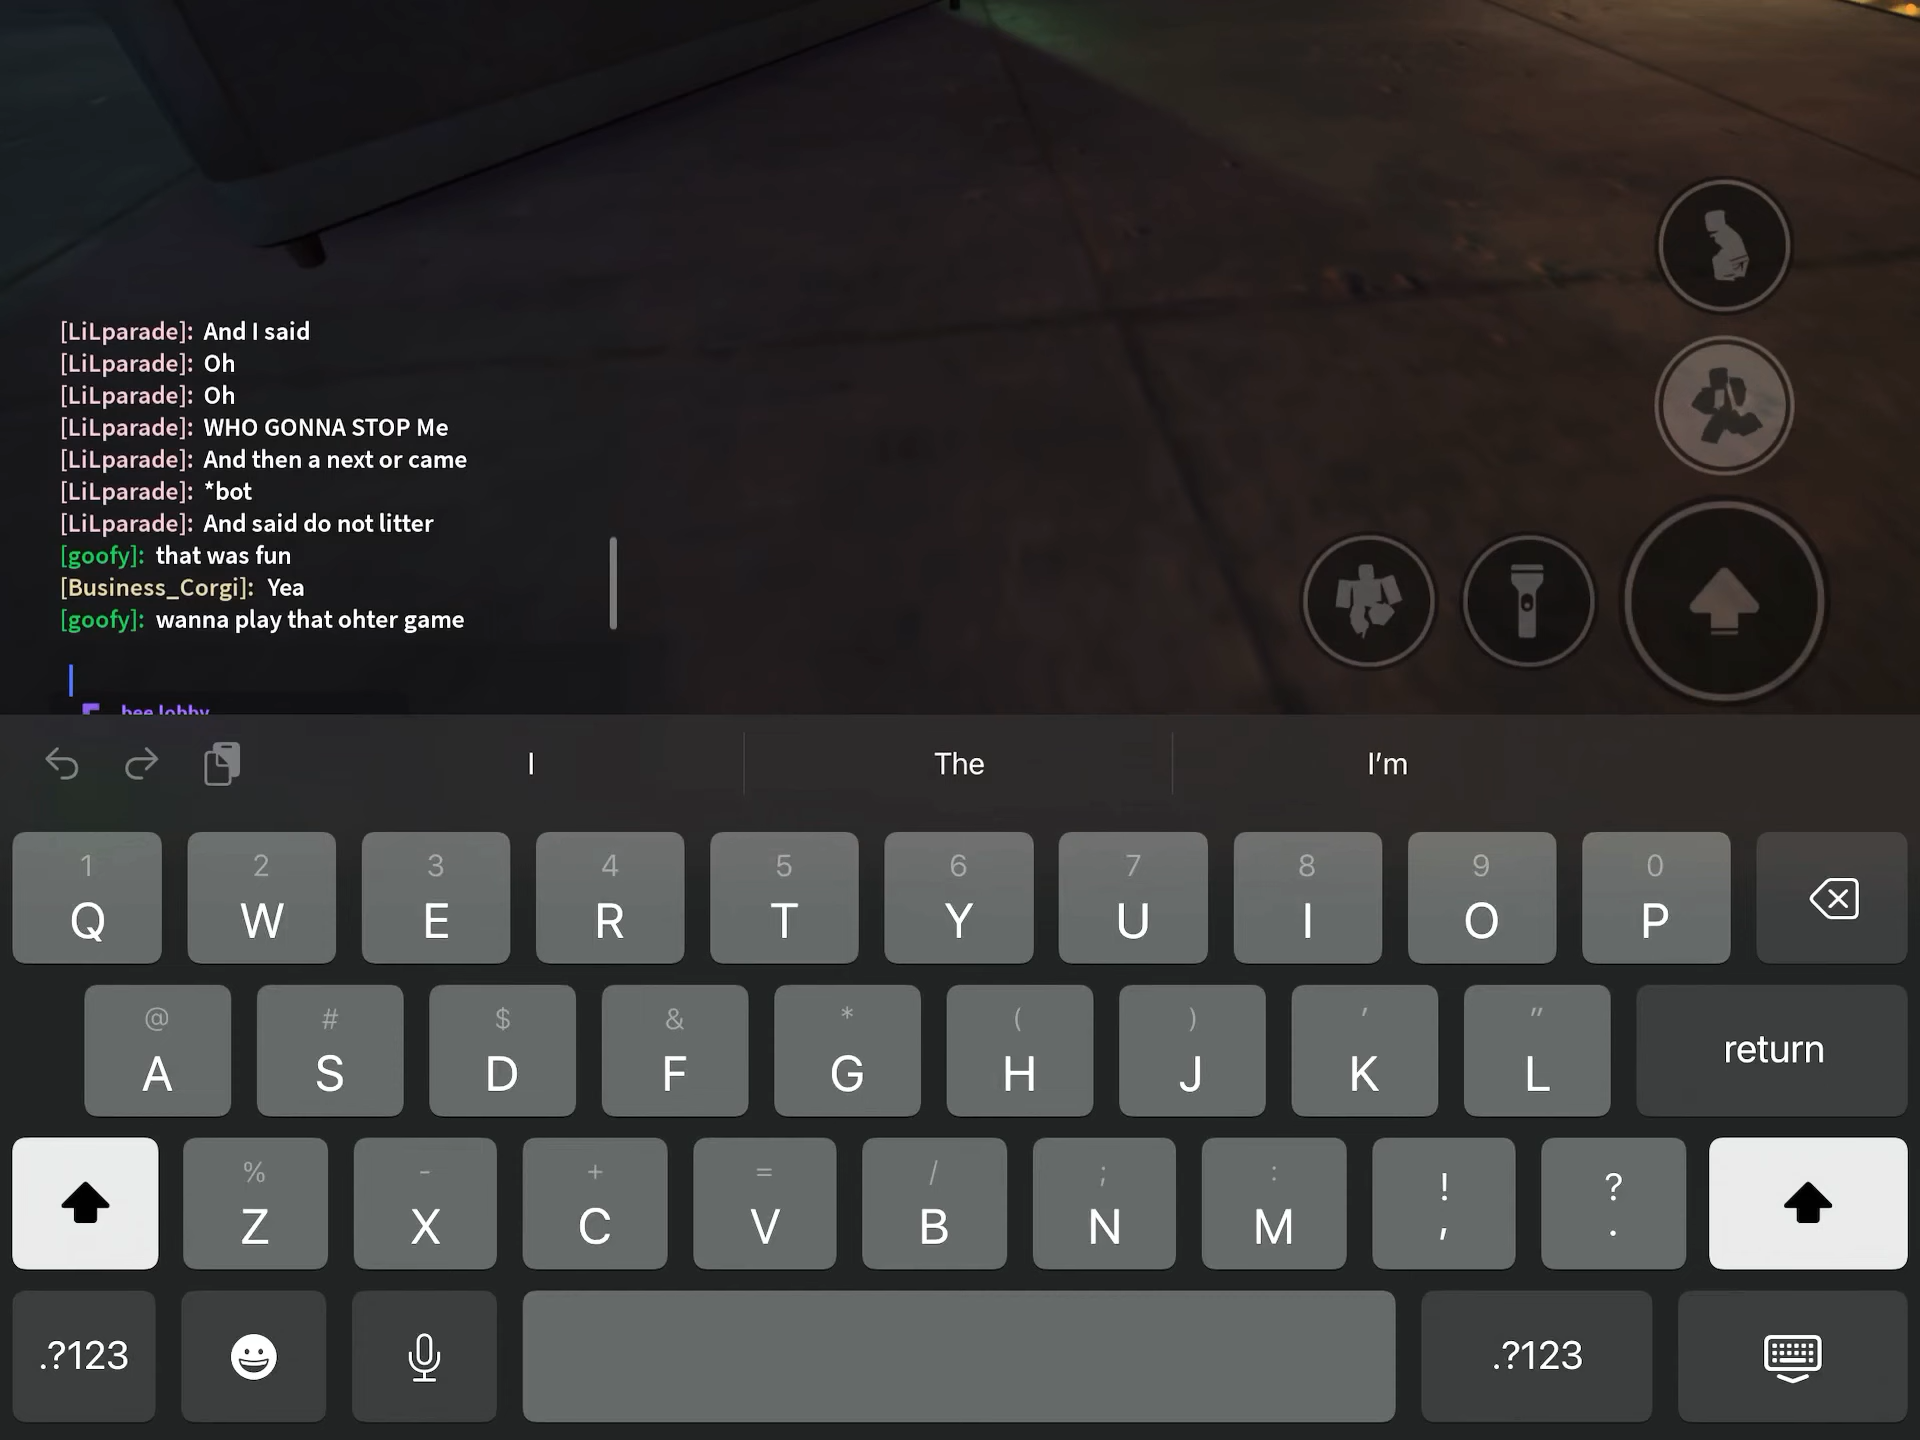 [LiLparade]: And I said
[LiLparade]: Oh
[LiLparade]: Oh
[LiLparade]: WHO GONNA STOP Me
[LiLparade]: And then a next or came
[LiLparade]: *bot
[LiLparade]: And said do not litter
[goofy]: that was fun
[Business_Corgi]: Yea
[goofy]: wanna play that ohter game
bee lobby
I The I'm
1 2 3 4 5 6 7 8 9 0
Q W E R T Y U I O P
@ # $ & * ( ) ' "
A S D F G H J K L return
% - + = / ; : ! ?
Z X C V B N M , .
.?123 .?123